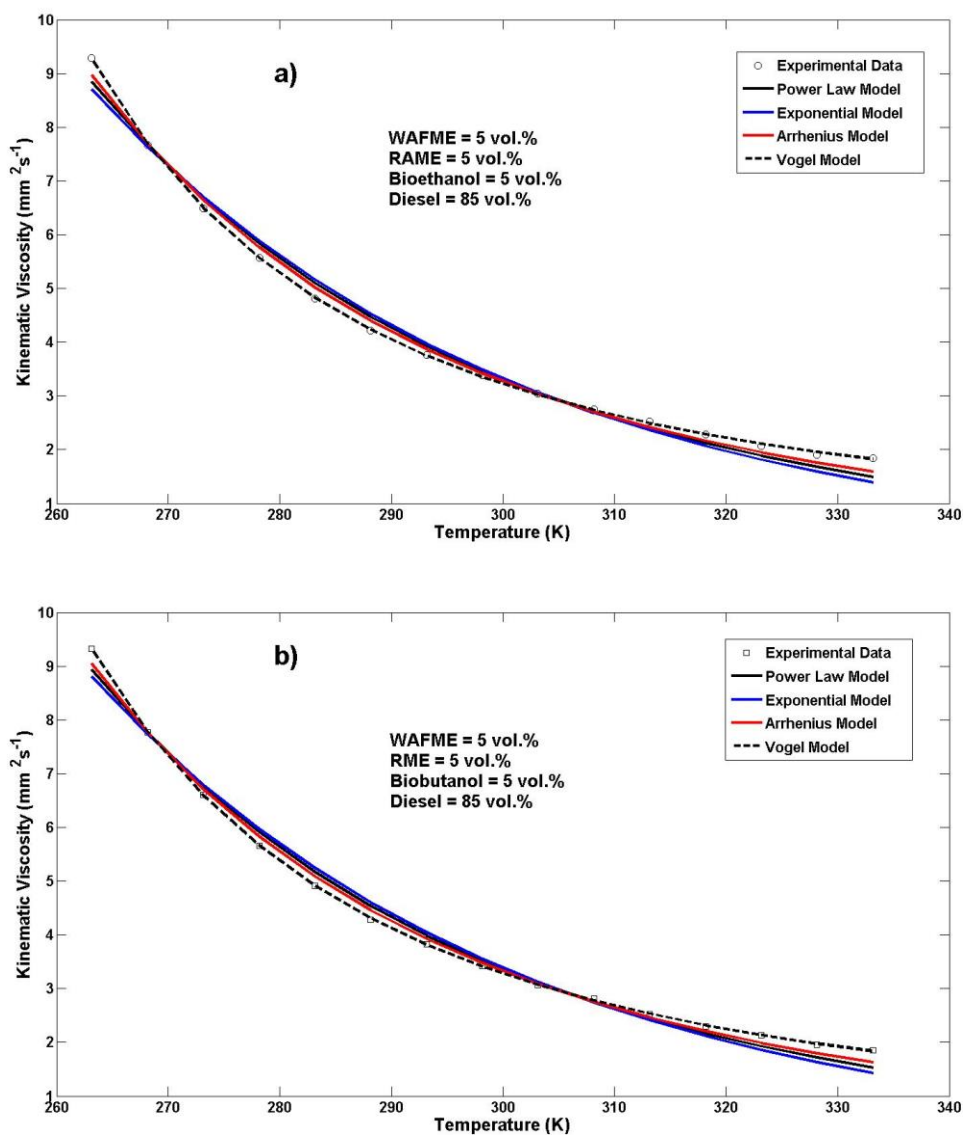 10
9
8
7
6
5
4
3
2
1
Kinematic Viscosity (mm 2s-1)
a)
WAFME = 5 vol.%
RAME = 5 vol.%
Bioethanol = 5 vol.%
Diesel = 85 vol.%
Experimental Data
Power Law Model
Exponential Model
Arrhenius Model
Vogel Model
260 270 280 290 300 310 320 330 340
Temperature (K)
10
9
8
7
6
5
4
3
2
1
Kinematic Viscosity (mm 2s-1)
b)
WAFME = 5 vol.%
RME = 5 vol.%
Biobutanol = 5 vol.%
Diesel = 85 vol.%
Experimental Data
Power Law Model
Exponential Model
Arrhenius Model
Vogel Model
260 270 280 290 300 310 320 330 340
Temperature (K)